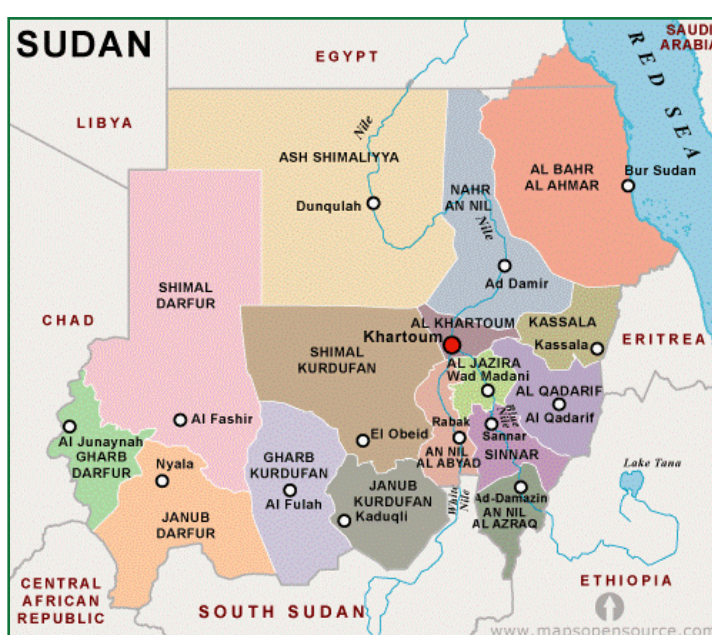 SUDAN
EGYPT
SAUDI
ARABIA
RED SEA
LIBYA
Nile
ASH SHIMALIYYA
Dunqulah
NAHR
AN NIL
Nile
AL BAHR
AL AHMAR
Bur Sudan
Ad Damir
SHIMAL
DARFUR
CHAD
AL KHARTOUM
Khartoum
KASSALA
Kassala
ERITREA
SHIMAL
KURDUFAN
AL JAZIRA
Wad Madani
AL QADARIF
Al Qadarif
Al Fashir
El Obeid
Rabak
AN NIL
AL ABYAD
Blue
Nile
Sannar
SINNAR
Al Junaynah
GHARB
DARFUR
Nyala
GHARB
KURDUFAN
Al Fulah
JANUB
KURDUFAN
Kaduqli
White
Nile
Ad-Damazin
AN NIL
AL AZRAQ
Lake Tana
JANUB
DARFUR
CENTRAL
AFRICAN
REPUBLIC
SOUTH SUDAN
ETHIOPIA
www.mapsopensource.com